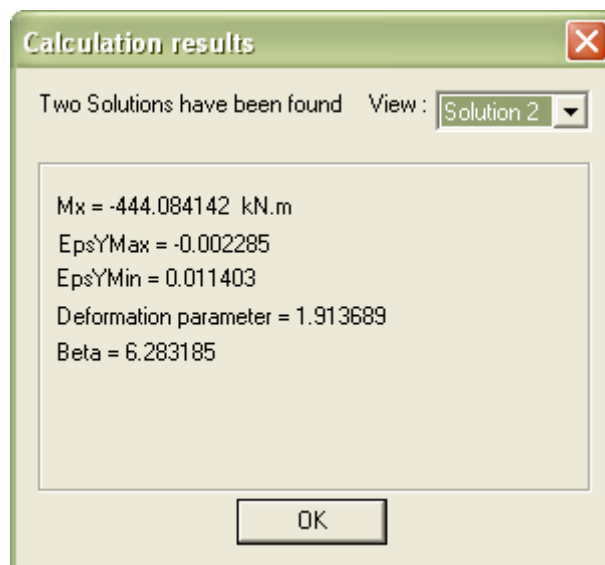 Calculation results
Two Solutions have been found View : Solution 2
Mx = -444.084142 kN.m
EpsYMax = -0.002285
EpsYMin = 0.011403
Deformation parameter = 1.913689
Beta = 6.283185
OK